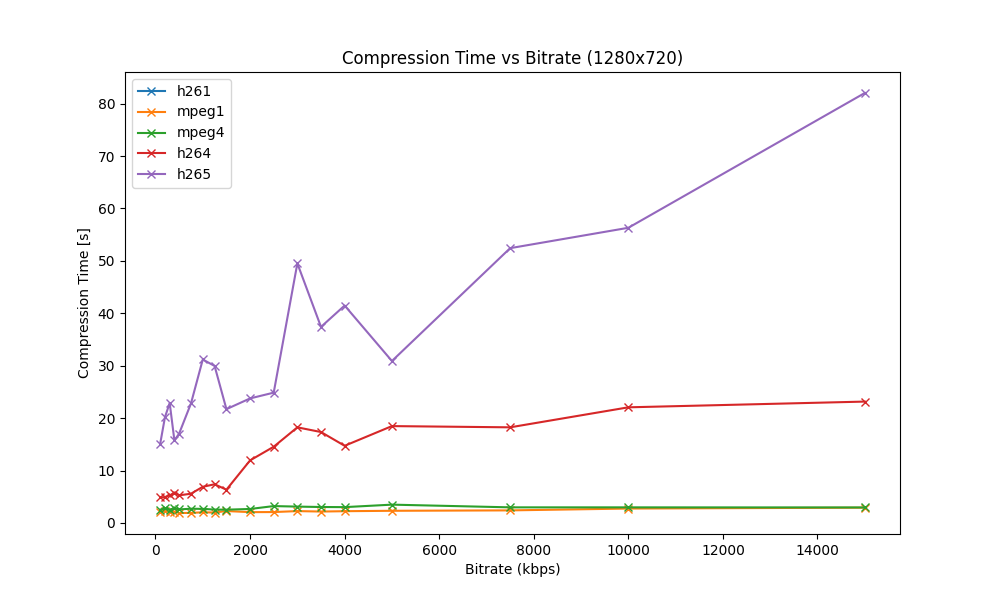 Compression Time vs Bitrate (1280x720)
h261
mpeg1
mpeg4
h264
h265
Compression Time [s]
80
70
60
50
40
30
20
10
0
0 2000 4000 6000 8000 10000 12000 14000
Bitrate (kbps)